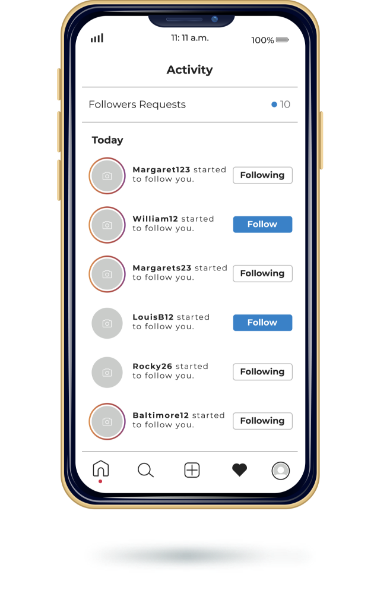 11: 11 a.m.
100%
Activity
Followers Requests
10
Today
Margaret123 started
to follow you.
Following
William12 started
to follow you.
Follow
Margarets23 started
to follow you.
Following
LouisB12 started
to follow you.
Follow
Rocky26 started
to follow you.
Following
Baltimore12 started
to follow you.
Following